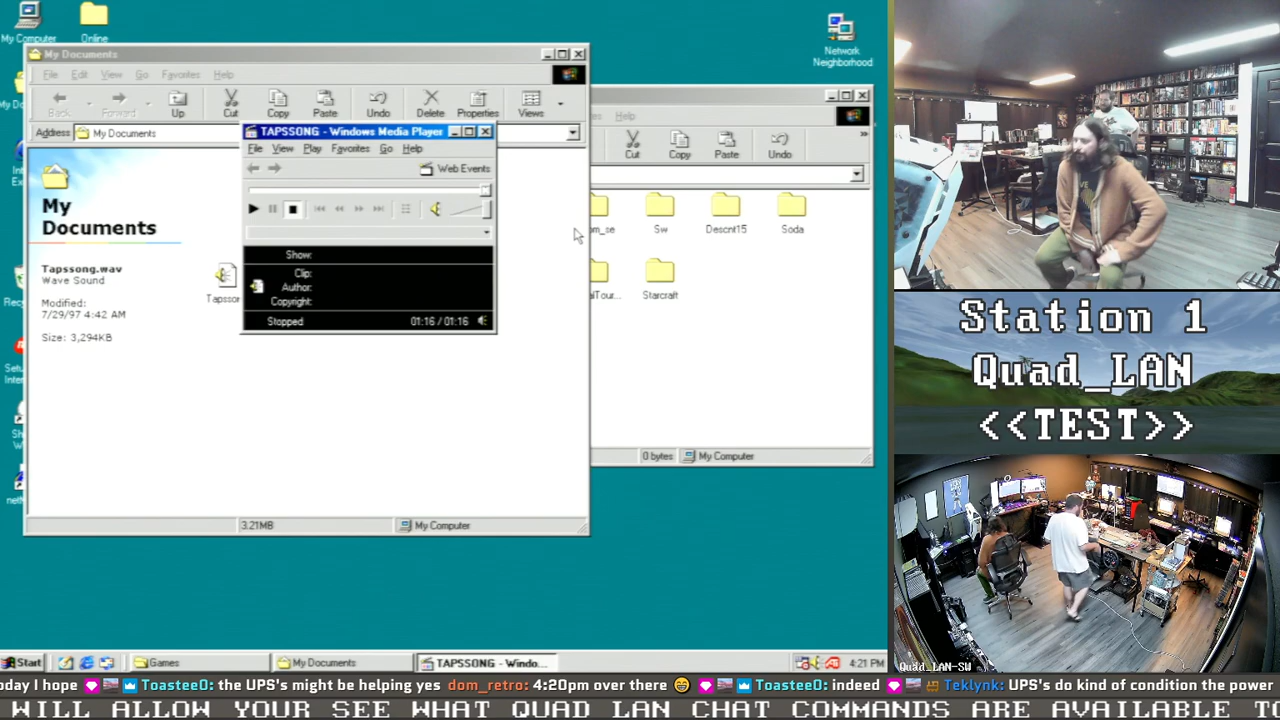 My Computer
Online
Network
Neighborhood
My Documents
File Edit View Go Favorites Help
Back Forward Up Cut Copy Paste Undo Delete Properties Views
Address My Documents
My
Documents
Tapssong.wav
Wave Sound
Modified:
7/29/97 4:42 AM
Size: 3,294KB
TAPSSONG - Windows Media Player
File View Play Favorites Go Help
Web Events
Show:
Clip:
Author:
Copyright:
Stopped 01:16 / 01:16
3.21MB My Computer
Help
Cut Copy Paste Undo
Sw Descnt15 Soda
Starcraft
0 bytes My Computer
Start Games My Documents TAPSSONG - Windo... 4:21 PM
Station 1
Quad_LAN
<<TEST>>
Quad_LAN-SW
oday I hope ToasteeO: the UPS's might be helping yes dom_retro: 4:20pm over there 😁 ToasteeO: indeed Teklynk: UPS's do kind of condition the power
WILL ALLOW YOUR SEE WHAT QUAD LAN CHAT COMMANDS ARE AVAILABLE TO